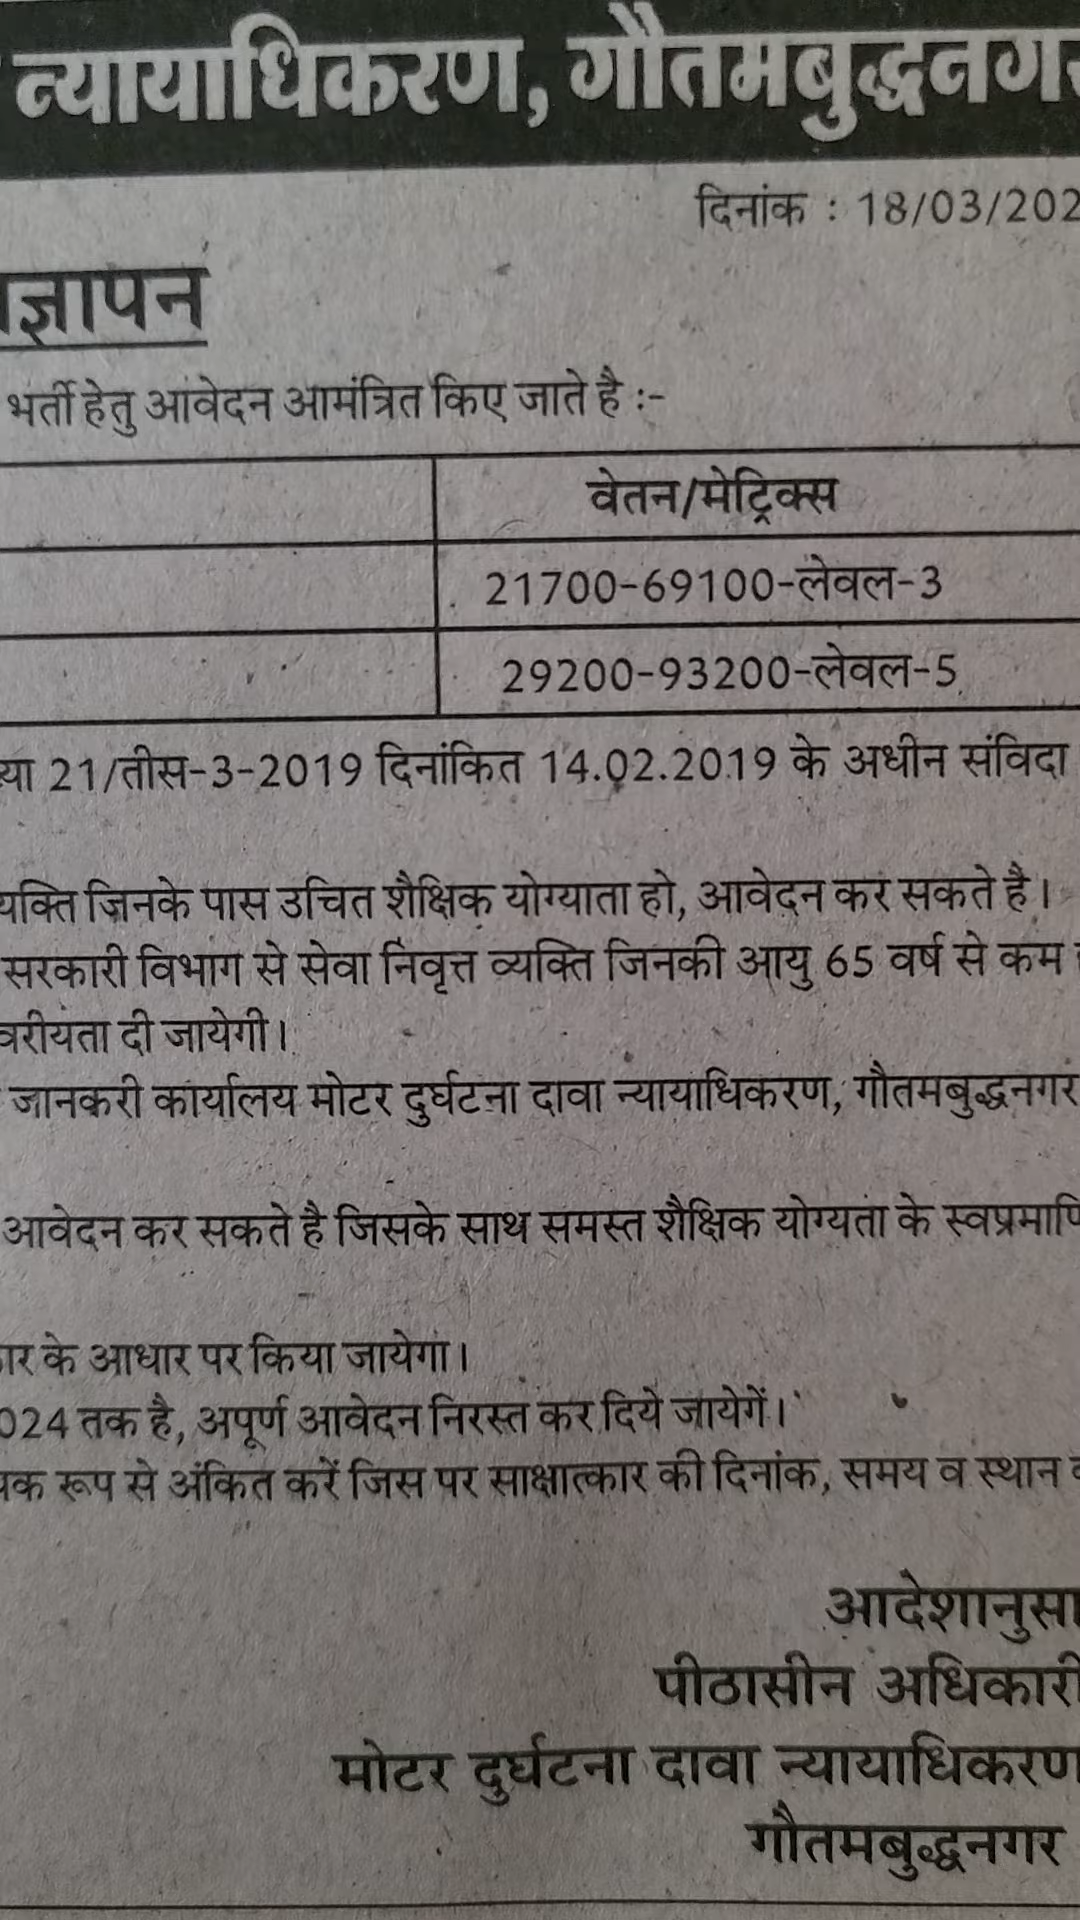 न्यायाधिकरण, गौतमबुद्धनगर
दिनांक : 18/03/202
ज्ञापन
भर्ती हेतु आवेदन आमंत्रित किए जाते है :-
वेतन/मेट्रिक्स
21700-69100-लेवल-3
29200-93200-लेवल-5
21/तीस-3-2019 दिनांकित 14.02.2019 के अधीन संविदा
जिनके पास उचित शैक्षिक योग्याता हो, आवेदन कर सकते है।
सरकारी विभाग से सेवा निवृत्त व्यक्ति जिनकी आयु 65 वर्ष से कम
वरीयता दी जायेगी।
जानकरी कार्यालय मोटर दुर्घटना दावा न्यायाधिकरण, गौतमबुद्धनगर
आवेदन कर सकते है जिसके साथ समस्त शैक्षिक योग्यता के स्वप्रमाणि
के आधार पर किया जायेगा।
024 तक है, अपूर्ण आवेदन निरस्त कर दिये जायेगें।
रूप से अंकित करें जिस पर साक्षात्कार की दिनांक, समय व स्थान
आदेशानुसा
पीठासीन अधिकारी
मोटर दुर्घटना दावा न्यायाधिकरण
गौतमबुद्धनगर